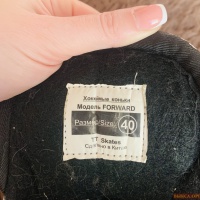 Хоккейные коньки
Модель FORWARD
Размер/Size: 40
TT Skates
Сделано в Китае